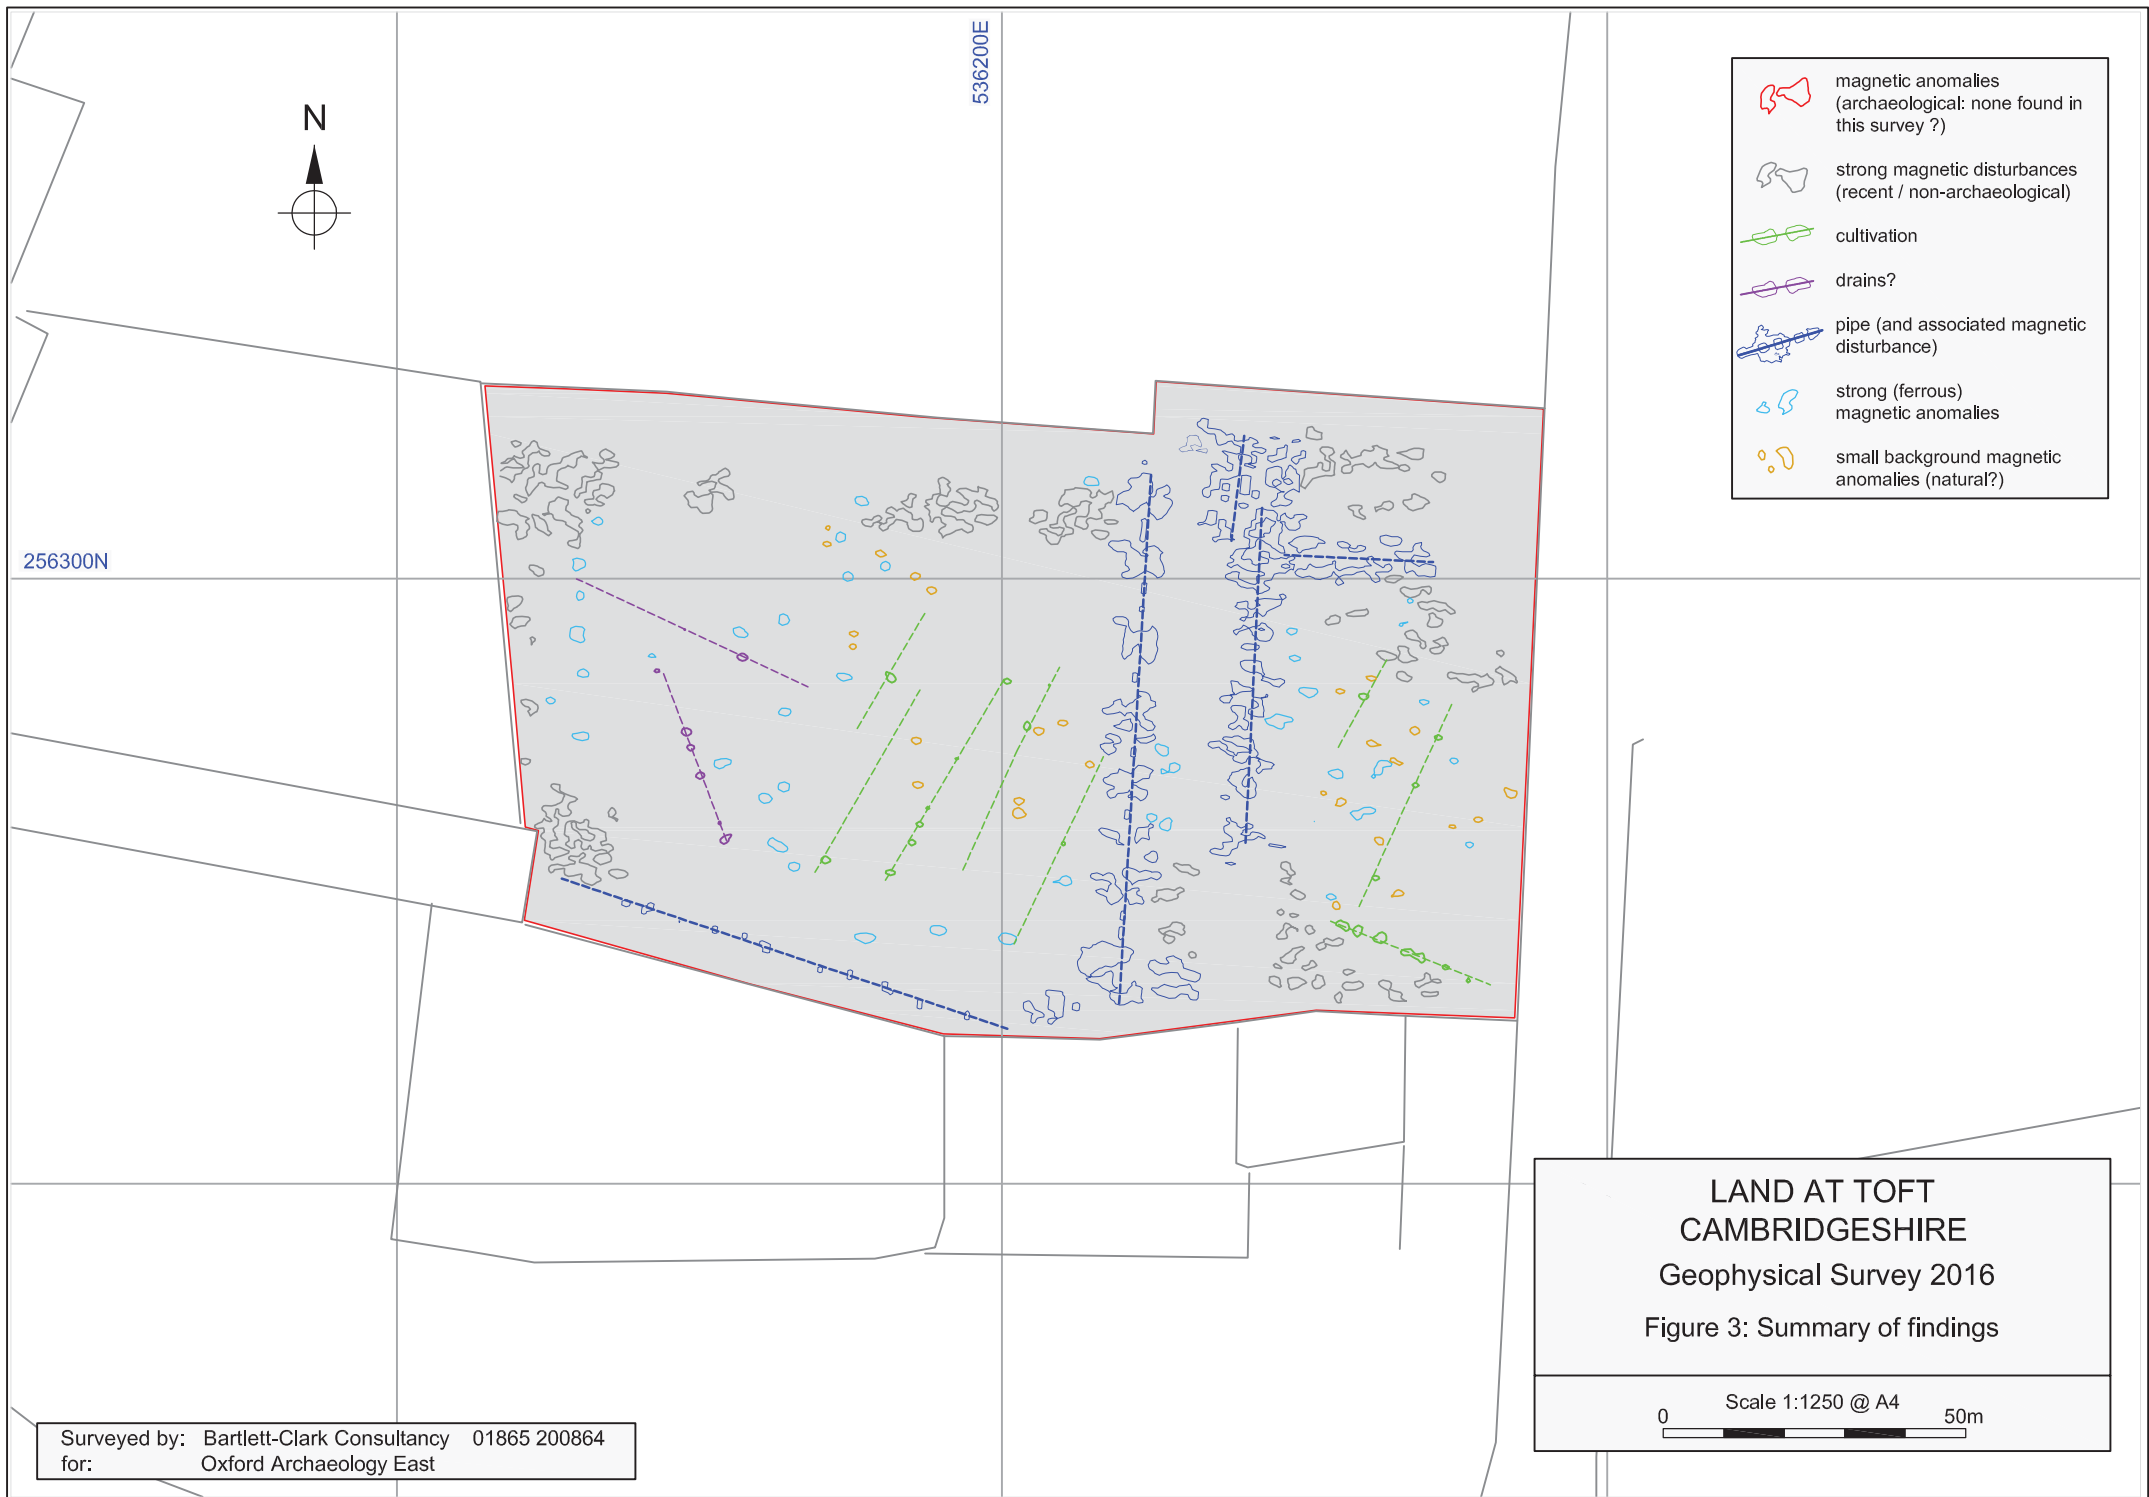 536200E
N
256300N
magnetic anomalies
(archaeological: none found in
this survey ?)
strong magnetic disturbances
(recent / non-archaeological)
cultivation
drains?
pipe (and associated magnetic
disturbance)
strong (ferrous)
magnetic anomalies
small background magnetic
anomalies (natural?)
LAND AT TOFT
CAMBRIDGESHIRE
Geophysical Survey 2016
Figure 3: Summary of findings
Scale 1:1250 @ A4
0 50m
Surveyed by: Bartlett-Clark Consultancy 01865 200864
for: Oxford Archaeology East